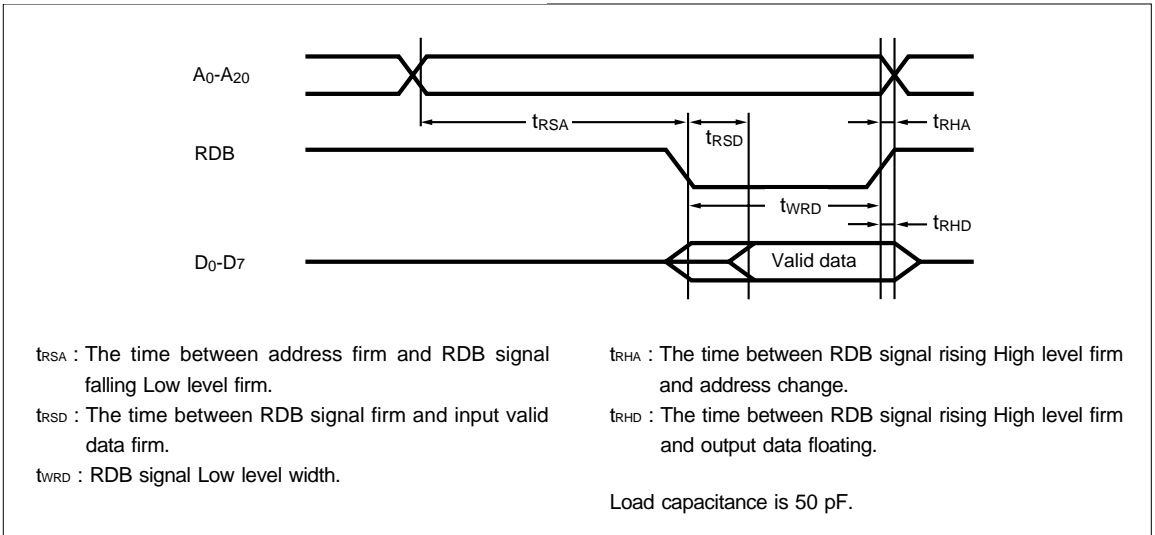 A0-A20
tRSA
tRSD
tRHA
RDB
tWRD
tRHD
D0-D7
Valid data
tRSA : The time between address firm and RDB signal
falling Low level firm.
tRSD : The time between RDB signal firm and input valid
data firm.
tWRD : RDB signal Low level width.
tRHA : The time between RDB signal rising High level firm
and address change.
tRHD : The time between RDB signal rising High level firm
and output data floating.
Load capacitance is 50 pF.